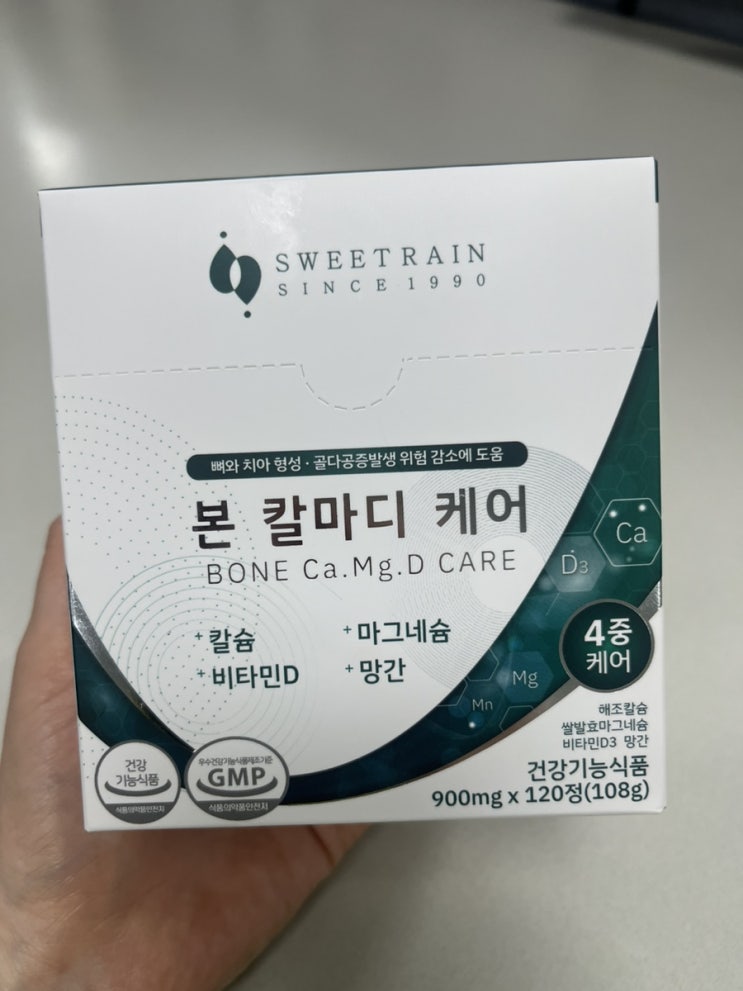 SWEETRAIN
SINCE 1990
뼈와 치아 형성 · 골다공증발생 위험 감소에 도움
본 칼마디 케어
BONE Ca.Mg.D CARE
Ca
D3
+ 칼슘 + 마그네슘
+ 비타민D + 망간
4중
케어
Mg
Mn
해조칼슘
쌀발효마그네슘
비타민D3 망간
건강기능식품
900mg x 120정(108g)
건강
기능식품
식품의약품안전처
우수건강기능식품제조기준
GMP
식품의약품안전처